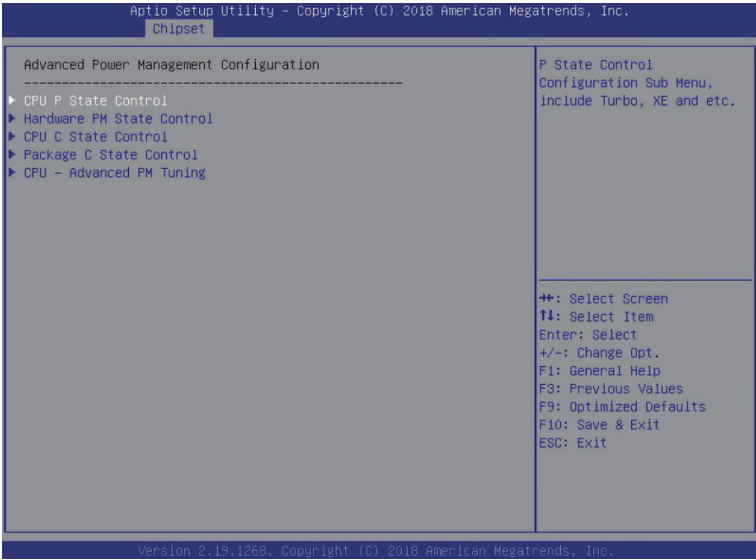 Aptio Setup Utility – Copyright (C) 2018 American Megatrends, Inc.
Chipset
Advanced Power Management Configuration
--------------------------------------------------
CPU P State Control
Hardware PM State Control
CPU C State Control
Package C State Control
CPU – Advanced PM Tuning
P State Control
Configuration Sub Menu,
include Turbo, XE and etc.
→←: Select Screen
↑↓: Select Item
Enter: Select
+/-: Change Opt.
F1: General Help
F3: Previous Values
F9: Optimized Defaults
F10: Save & Exit
ESC: Exit
Version 2.19.1268. Copyright (C) 2018 American Megatrends, Inc.